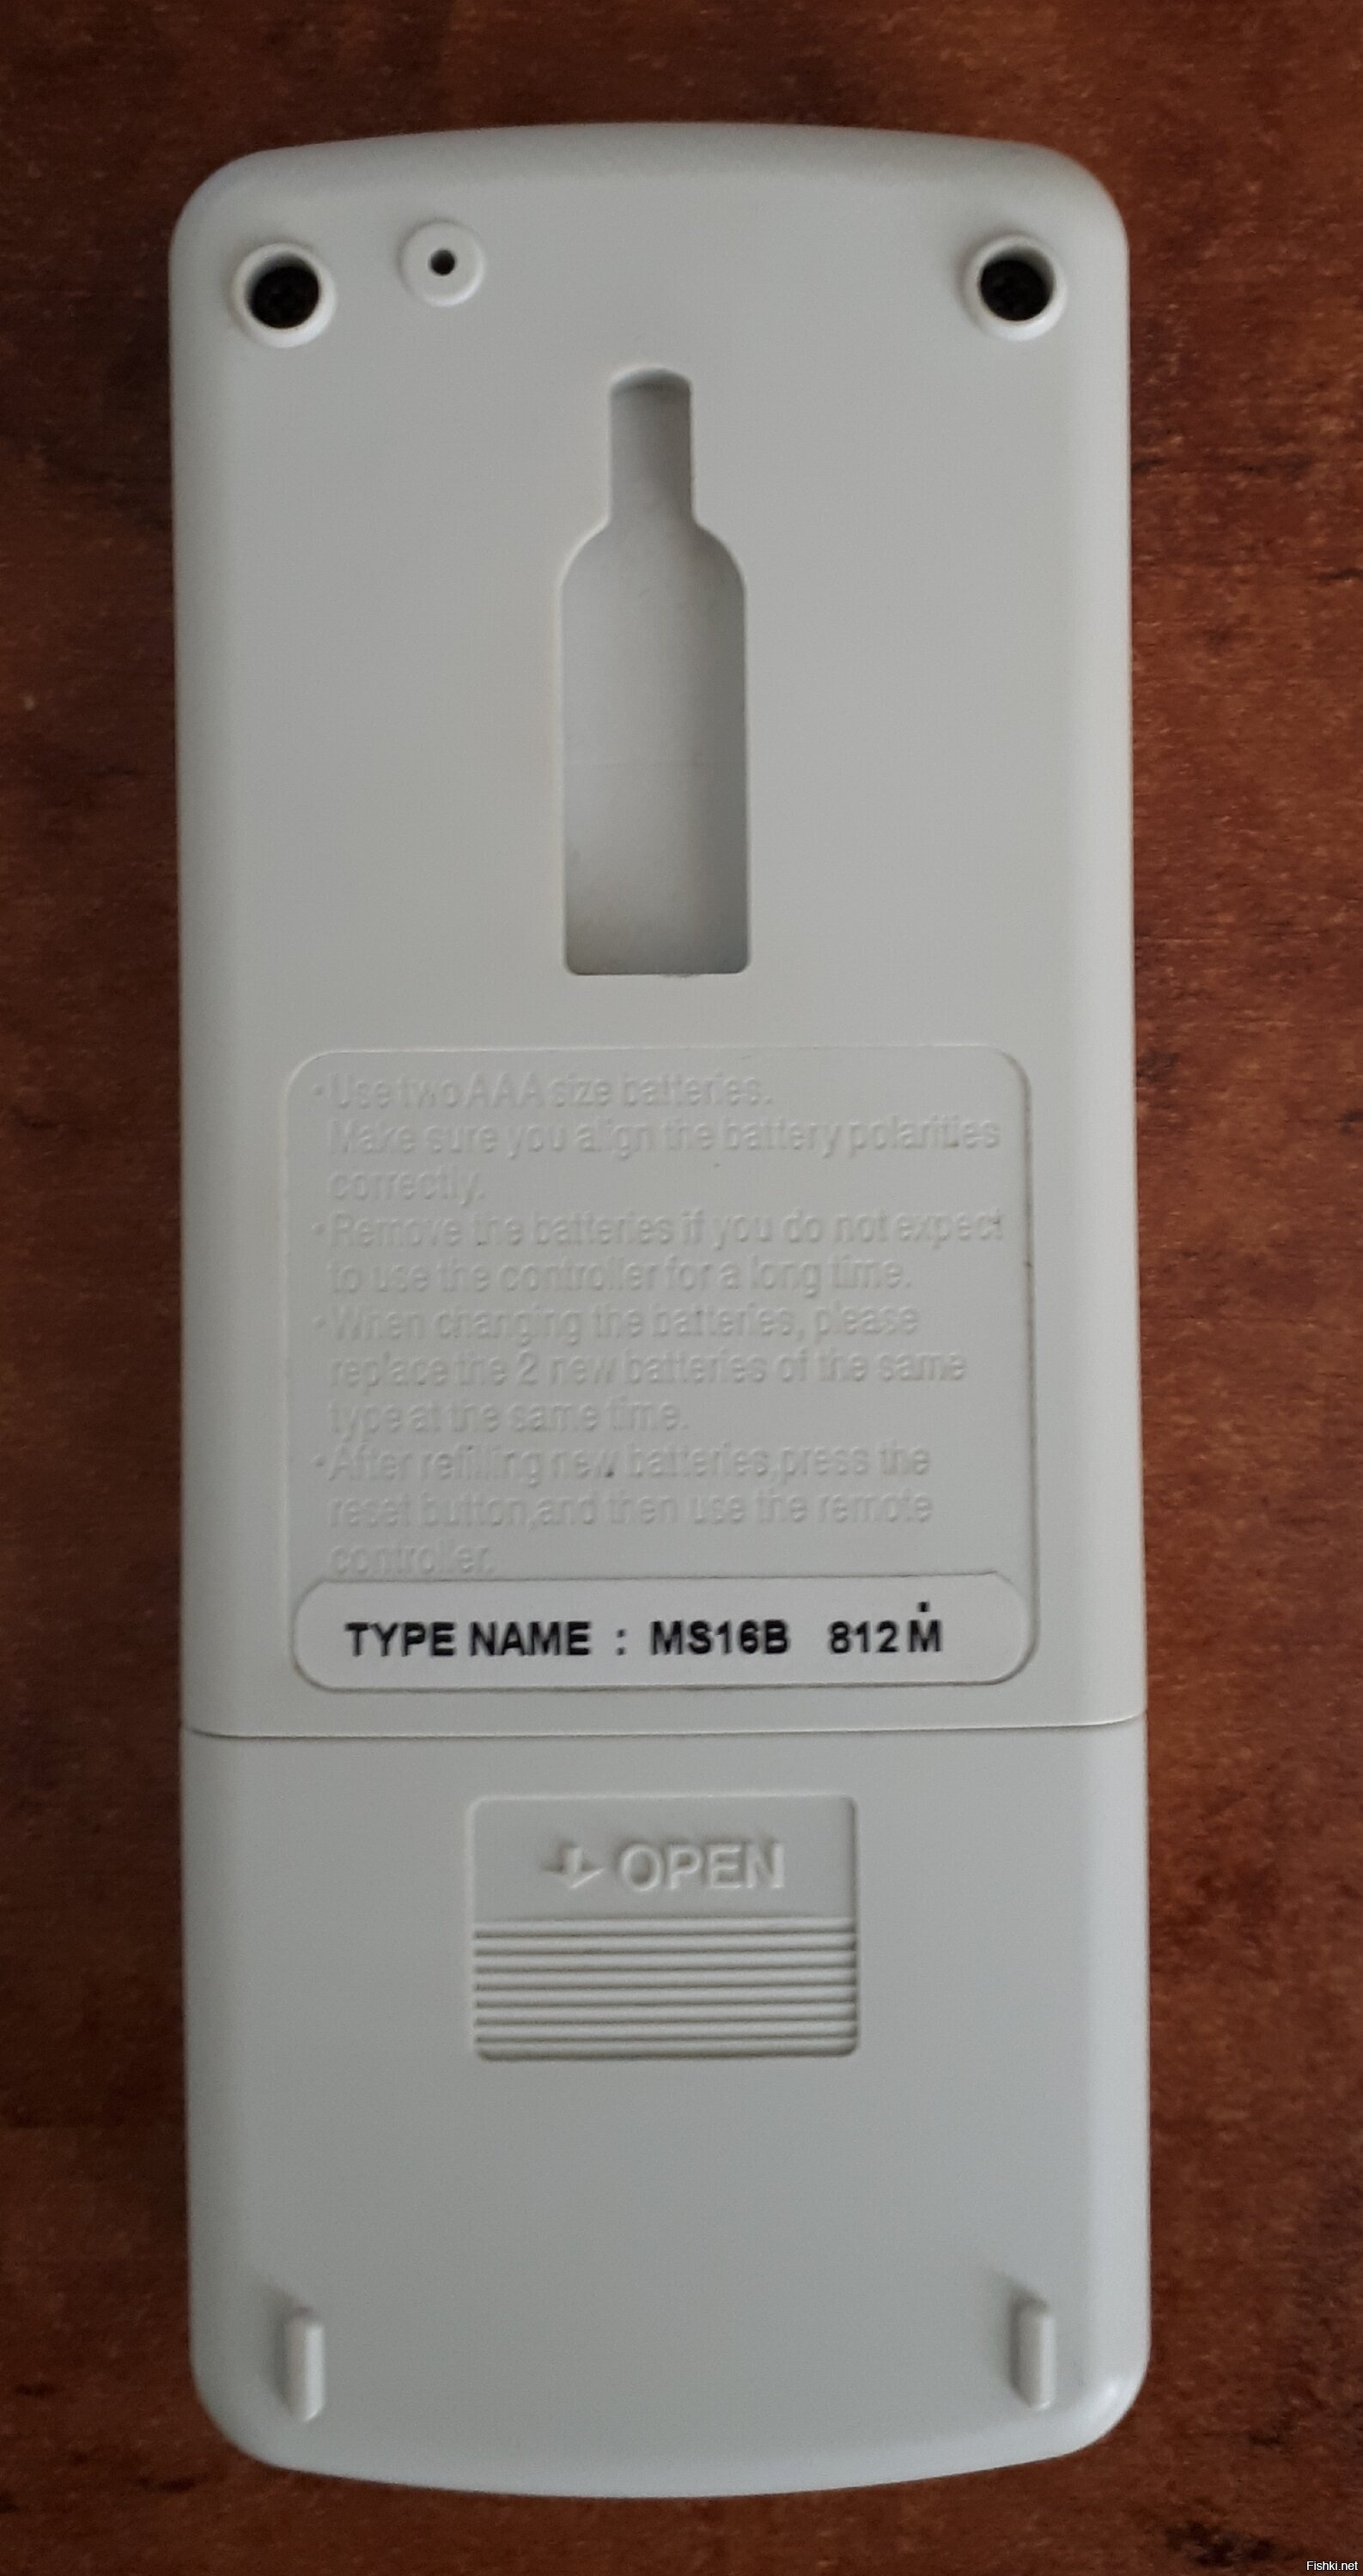 ·Use two AAA size batteries.
Make sure you align the battery polarities
correctly.
·Remove the batteries if you do not expect
to use the controller for a long time.
·When changing the batteries, please
replace the 2 new batteries of the same
type at the same time.
·After refilling new batteries,press the
reset button,and then use the remote
controller.
TYPE NAME : MS16B 812Ṁ
OPEN
Fishki.net